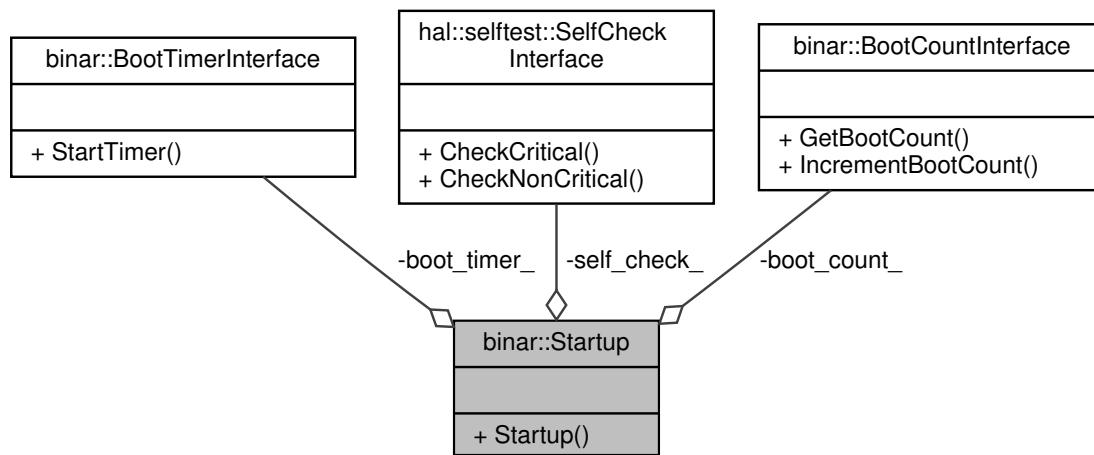 binar::BootTimerInterface
+ StartTimer()
hal::selftest::SelfCheck
Interface
+ CheckCritical()
+ CheckNonCritical()
binar::BootCountInterface
+ GetBootCount()
+ IncrementBootCount()
-boot_timer_
-self_check_
-boot_count_
binar::Startup
+ Startup()